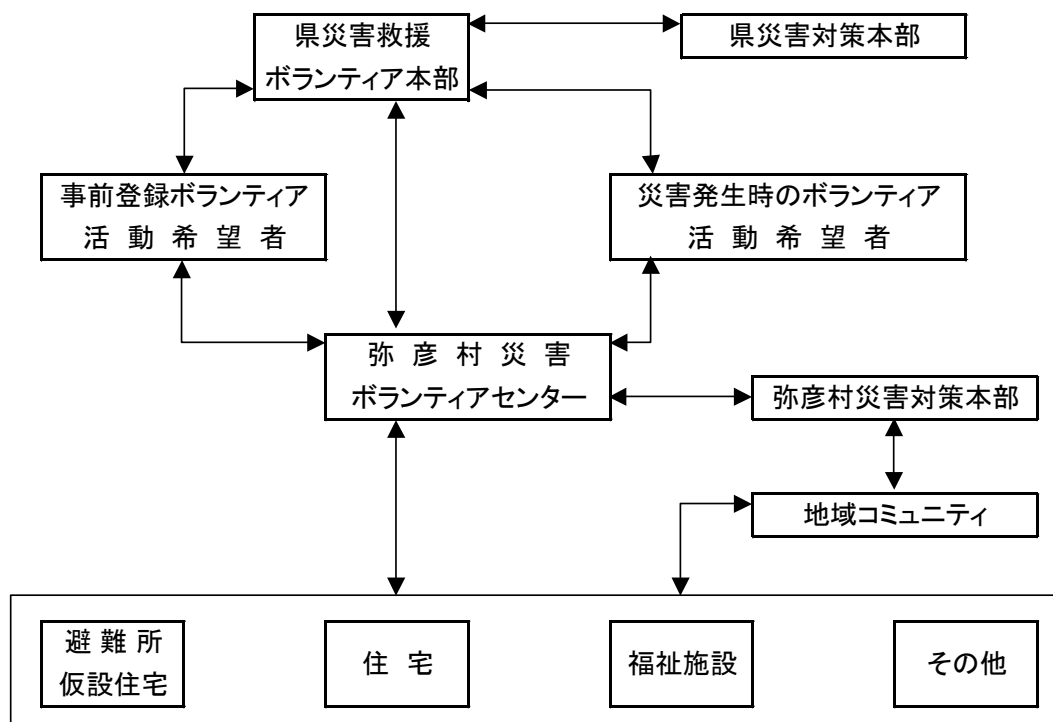 県災害救援
ボランティア本部
県災害対策本部
事前登録ボランティア
活動希望者
災害発生時のボランティア
活動希望者
弥彦村災害
ボランティアセンター
弥彦村災害対策本部
地域コミュニティ
避難所
仮設住宅
住宅
福祉施設
その他